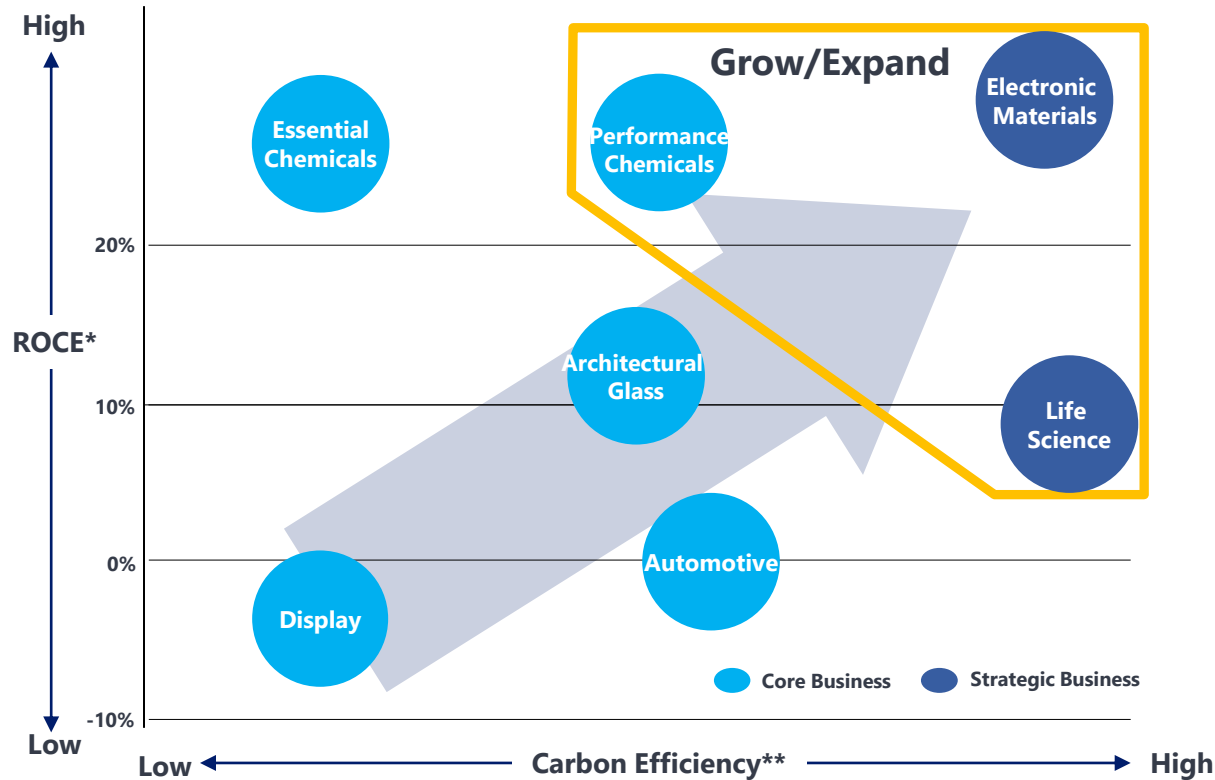 High
Grow/Expand
Electronic
Materials
Essential
Chemicals
Performance
Chemicals
20%
ROCE*
Architectural
Glass
10%
Life
Science
0%
Automotive
Display
Core Business
Strategic Business
-10%
Low
Low
Carbon Efficiency**
High